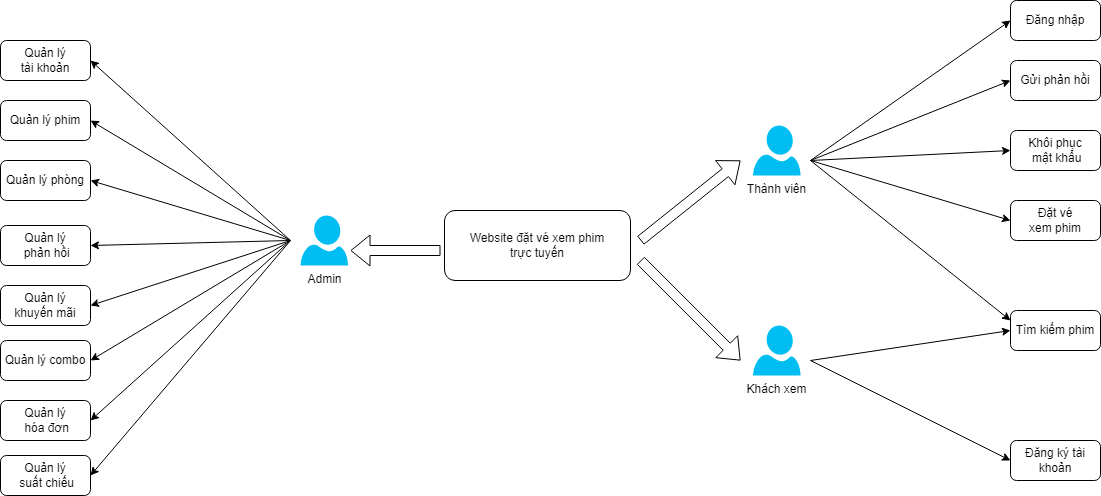 Quản lý
tài khoản
Quản lý phim
Quản lý phòng
Quản lý
phản hồi
Quản lý
khuyến mãi
Quản lý combo
Quản lý
hóa đơn
Quản lý
suất chiếu
Admin
Website đặt vé xem phim
trực tuyến
Thành viên
Khách xem
Đăng nhập
Gửi phản hồi
Khôi phục
mật khẩu
Đặt vé
xem phim
Tìm kiếm phim
Đăng ký tài
khoản